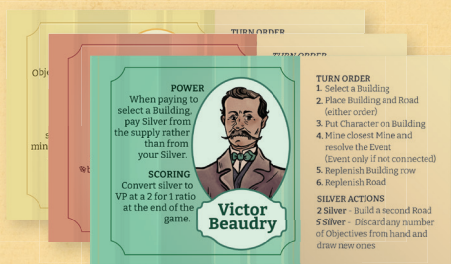 TURN ORDER
Obje
min
TURN ORDER
Wh
POWER
When paying to
select a Building,
pay Silver from
the supply rather
than from
your Silver.
SCORING
Convert silver to
VP at a 2 for 1 ratio
at the end of the
game.
Victor
Beaudry
TURN ORDER
1. Select a Building
2. Place Building and Road
(either order)
3. Put Character on Building
4. Mine closest Mine and
resolve the Event
(Event only if not connected)
5. Replenish Building row
6. Replenish Road
SILVER ACTIONS
2 Silver - Build a second Road
5 Silver - Discard any number
of Objectives from hand and
draw new ones